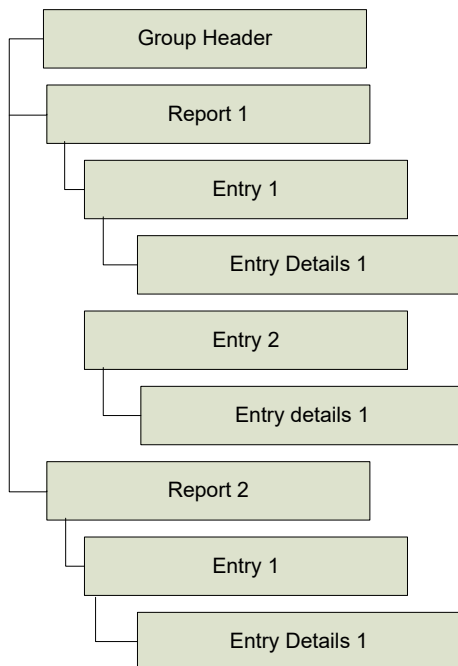 Group Header
Report 1
Entry 1
Entry Details 1
Entry 2
Entry details 1
Report 2
Entry 1
Entry Details 1